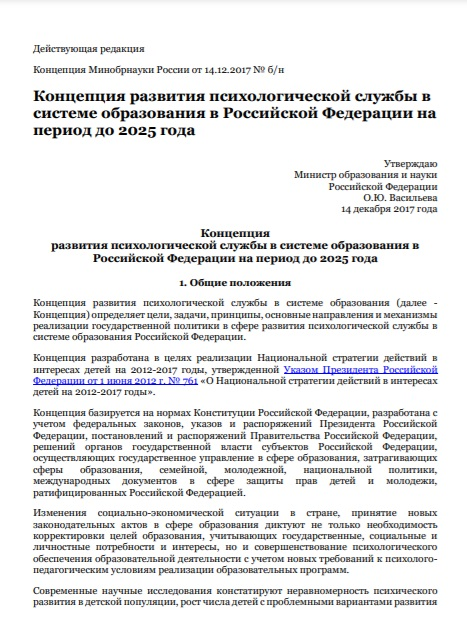 Действующая редакция
Концепция Минобрнауки России от 14.12.2017 № б/н
Концепция развития психологической службы в
системе образования в Российской Федерации на
период до 2025 года
Утверждаю
Министр образования и науки
Российской Федерации
О.Ю. Васильева
14 декабря 2017 года
Концепция
развития психологической службы в системе образования в
Российской Федерации на период до 2025 года
1. Общие положения
Концепция развития психологической службы в системе образования (далее -
Концепция) определяет цели, задачи, принципы, основные направления и механизмы
реализации государственной политики в сфере развития психологической службы в
системе образования Российской Федерации.
Концепция разработана в целях реализации Национальной стратегии действий в
интересах детей на 2012-2017 годы, утвержденной Указом Президента Российской
Федерации от 1 июня 2012 г. № 761 «О Национальной стратегии действий в интересах
детей на 2012-2017 годы».
Концепция базируется на нормах Конституции Российской Федерации, разработана с
учетом федеральных законов, указов и распоряжений Президента Российской
Федерации, постановлений и распоряжений Правительства Российской Федерации,
решений органов государственной власти субъектов Российской Федерации,
осуществляющих государственное управление в сфере образования, затрагивающих
сферы образования, семейной, молодежной, национальной политики,
международных документов в сфере защиты прав детей и молодежи,
ратифицированных Российской Федерацией.
Изменения социально-экономической ситуации в стране, принятие новых
законодательных актов в сфере образования диктуют не только необходимость
корректировки целей образования, учитывающих государственные, социальные и
личностные потребности и интересы, но и совершенствование психологического
обеспечения образовательной деятельности с учетом новых требований к психолого-
педагогическим условиям реализации образовательных программ.
Современные научные исследования констатируют неравномерность психического
развития в детской популяции, рост числа детей с проблемными вариантами развития